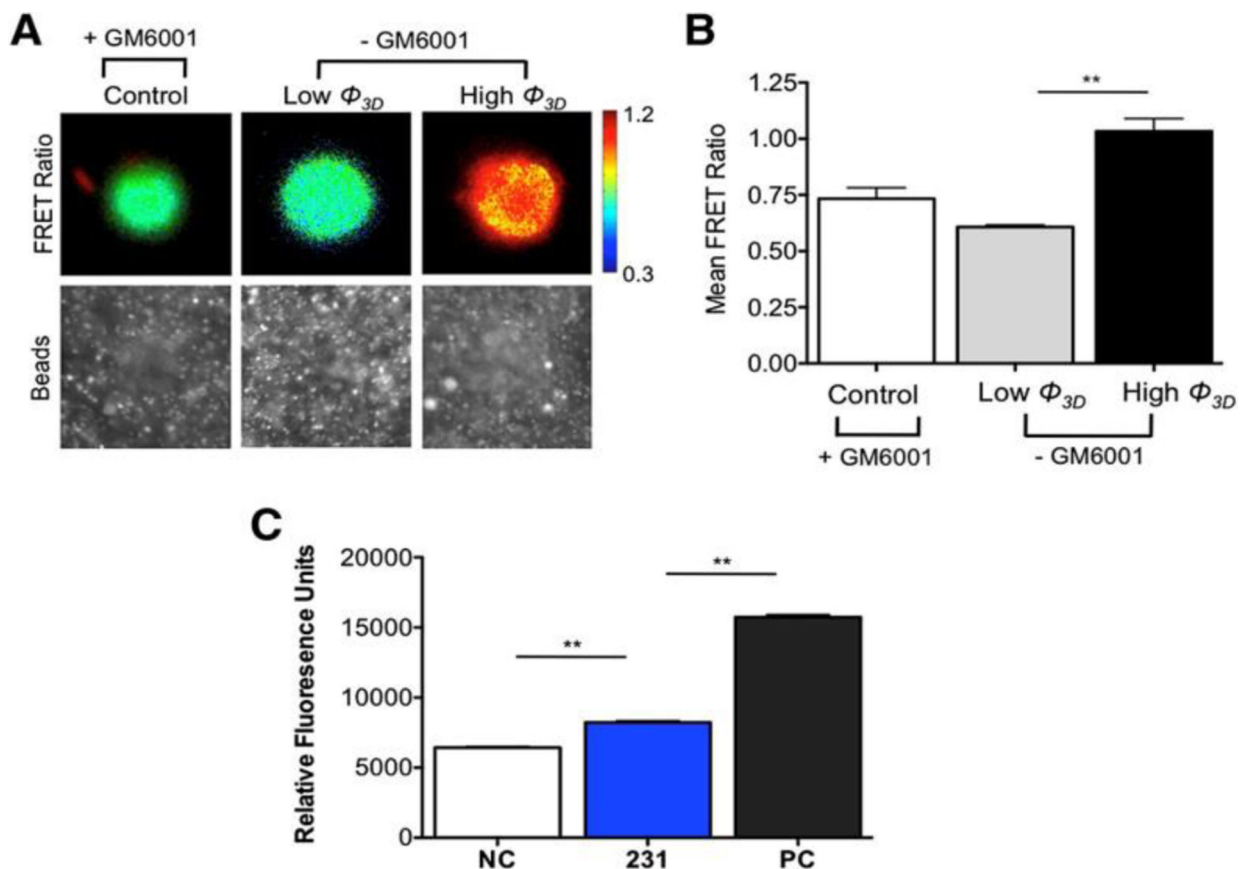 A
+ GM6001
- GM6001
Control
Low Φ3D
High Φ3D
FRET Ratio
1.2
0.3
Beads
B
Mean FRET Ratio
1.25
1.00
0.75
0.50
0.25
0.00
**
Control
Low Φ3D
High Φ3D
+ GM6001
- GM6001
C
Relative Fluoresence Units
20000
15000
10000
5000
0
**
**
NC
231
PC